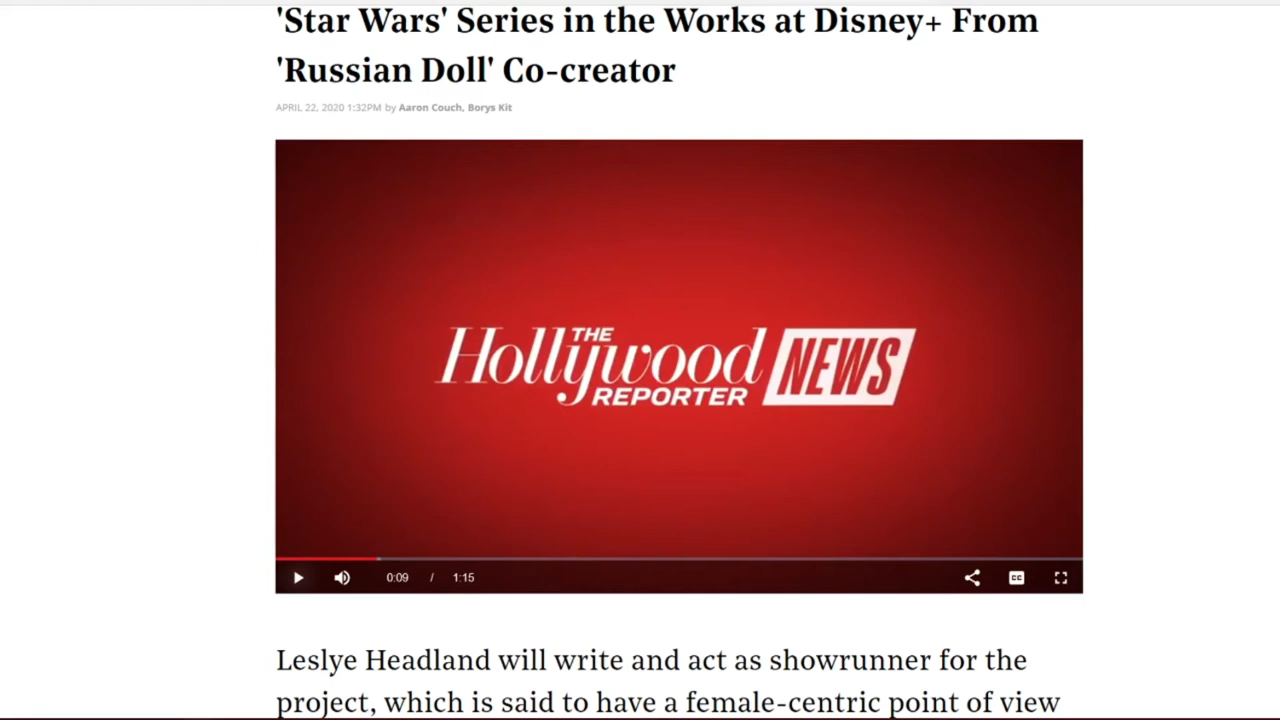 'Star Wars' Series in the Works at Disney+ From
'Russian Doll' Co-creator
APRIL 22, 2020 1:32PM by Aaron Couch, Borys Kit
THE
Hollywood
REPORTER
NEWS
0:09 / 1:15
CC
Leslye Headland will write and act as showrunner for the
project, which is said to have a female-centric point of view